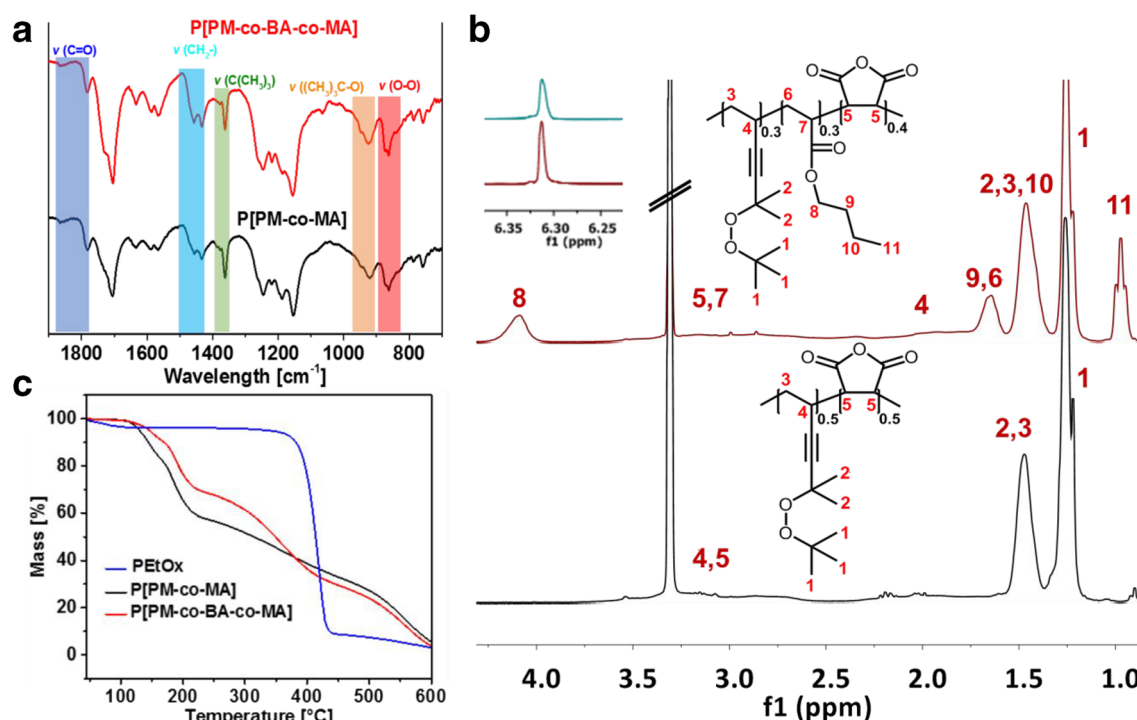 a
P[PM-co-BA-co-MA]
ν (C=O)
ν (CH2-)
ν (C(CH3)3)
ν ((CH3)3C-O)
ν (O-O)
P[PM-co-MA]
1800 1600 1400 1200 1000 800
Wavelength [cm-1]
b
6.35 6.30 6.25
f1 (ppm)
O O O
3 6
4 0.3 7 0.3 5 5 0.4
O
O
2
2
O
O
1
1
1
8 9
10 11
8
5,7
4
9,6
2,3,10
1
11
O O O
3
4 0.5 5 5 0.5
2
2
O
O
1
1
1
4,5
2,3
1
4.0 3.5 3.0 2.5 2.0 1.5 1.0
f1 (ppm)
c
Mass [%]
100
80
60
40
20
0
PEtOx
P[PM-co-MA]
P[PM-co-BA-co-MA]
100 200 300 400 500 600
Temperature [°C]